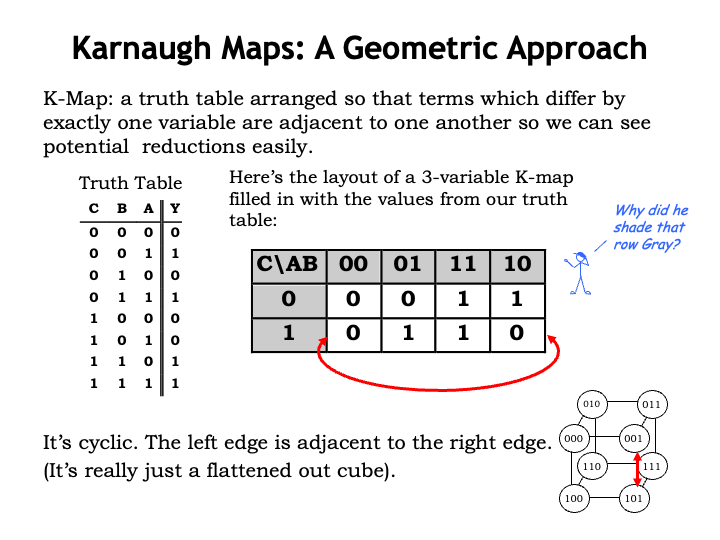 Karnaugh Maps: A Geometric Approach
K-Map: a truth table arranged so that terms which differ by
exactly one variable are adjacent to one another so we can see
potential reductions easily.
Truth Table
C B A Y
0 0 0 0
0 0 1 1
0 1 0 0
0 1 1 1
1 0 0 0
1 0 1 0
1 1 0 1
1 1 1 1
Here's the layout of a 3-variable K-map
filled in with the values from our truth
table:
C\AB 00 01 11 10
0 0 0 1 1
1 0 1 1 0
Why did he
shade that
row Gray?
It's cyclic. The left edge is adjacent to the right edge.
(It's really just a flattened out cube).
010 011
000 001
110 111
100 101